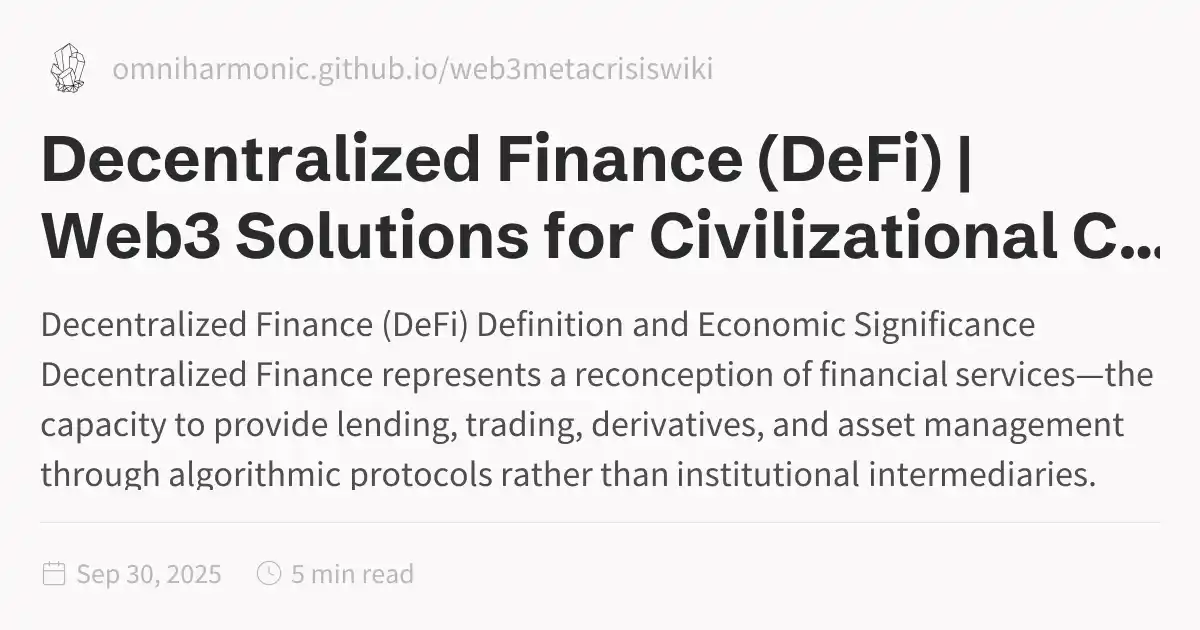 omniharmonic.github.io/web3metacrisiswiki
Decentralized Finance (DeFi) |
Web3 Solutions for Civilizational C...
Decentralized Finance (DeFi) Definition and Economic Significance
Decentralized Finance represents a reconception of financial services—the
capacity to provide lending, trading, derivatives, and asset management
through algorithmic protocols rather than institutional intermediaries.
Sep 30, 2025 5 min read